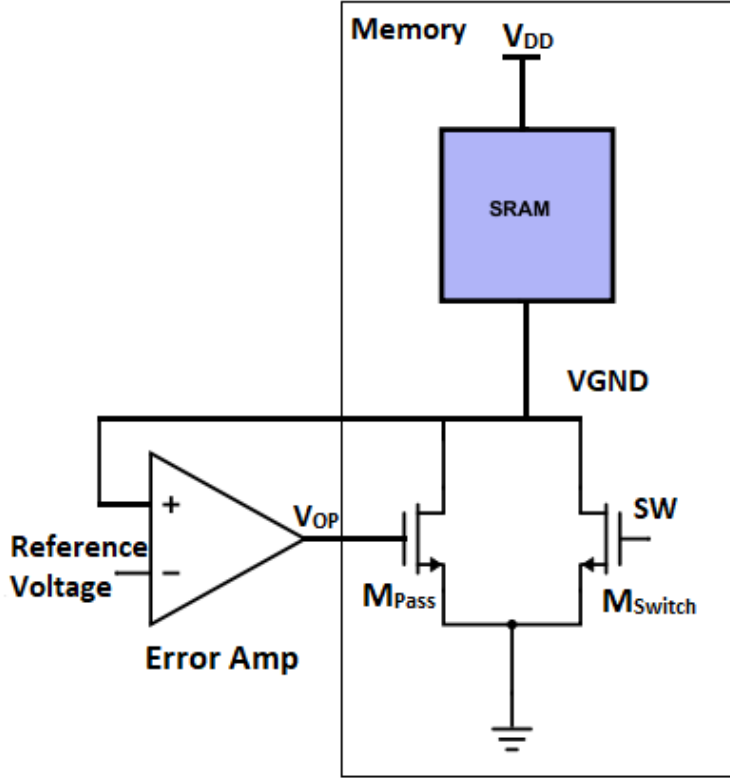 Memory
VDD
SRAM
VGND
+
VOP
SW
Reference
Voltage
−
MPass
MSwitch
Error Amp